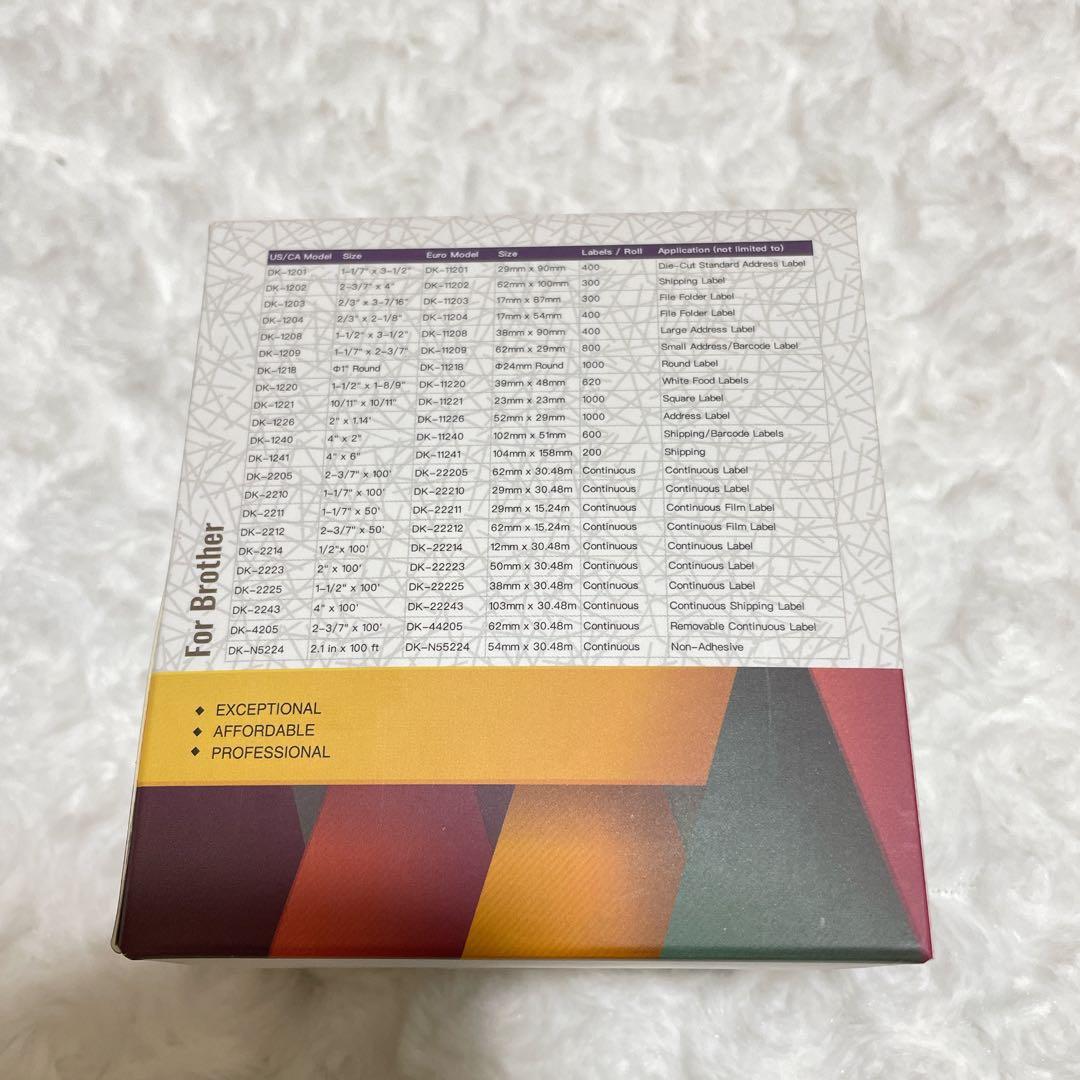 US/CA Model Size Euro Model Size Labels / Roll Application (not limited to)
DK-1201 1-1/7" x 3-1/2" DK-11201 29mm x 90mm 400 Die-Cut Standard Address Label
DK-1202 2-3/7" x 4" DK-11202 62mm x 100mm 300 Shipping Label
DK-1203 2/3" x 3-7/16" DK-11203 17mm x 87mm 300 File Folder Label
DK-1204 2/3" x 2-1/8" DK-11204 17mm x 54mm 400 File Folder Label
DK-1208 1-1/2" x 3-1/2" DK-11208 38mm x 90mm 400 Large Address Label
DK-1209 1-1/7" x 2-3/7" DK-11209 62mm x 29mm 800 Small Address/Barcode Label
DK-1218 Φ1" Round DK-11218 Φ24mm Round 1000 Round Label
DK-1220 1-1/2" x 1-8/9" DK-11220 39mm x 48mm 620 White Food Labels
DK-1221 10/11" x 10/11" DK-11221 23mm x 23mm 1000 Square Label
DK-1226 2" x 1.14' DK-11226 52mm x 29mm 1000 Address Label
DK-1240 4" x 2" DK-11240 102mm x 51mm 600 Shipping/Barcode Labels
DK-1241 4" x 6" DK-11241 104mm x 158mm 200 Shipping
DK-2205 2-3/7" x 100' DK-22205 62mm x 30.48m Continuous Continuous Label
DK-2210 1-1/7" x 100' DK-22210 29mm x 30.48m Continuous Continuous Label
DK-2211 1-1/7" x 50' DK-22211 29mm x 15.24m Continuous Continuous Film Label
DK-2212 2-3/7" x 50' DK-22212 62mm x 15.24m Continuous Continuous Film Label
DK-2214 1/2"x 100' DK-22214 12mm x 30.48m Continuous Continuous Label
DK-2223 2" x 100' DK-22223 50mm x 30.48m Continuous Continuous Label
DK-2225 1-1/2" x 100' DK-22225 38mm x 30.48m Continuous Continuous Label
DK-2243 4" x 100' DK-22243 103mm x 30.48m Continuous Continuous Shipping Label
DK-4205 2-3/7" x 100' DK-44205 62mm x 30.48m Continuous Removable Continuous Label
DK-N5224 2.1 in x 100 ft DK-N55224 54mm x 30.48m Continuous Non-Adhesive
For Brother
◆ EXCEPTIONAL
◆ AFFORDABLE
◆ PROFESSIONAL